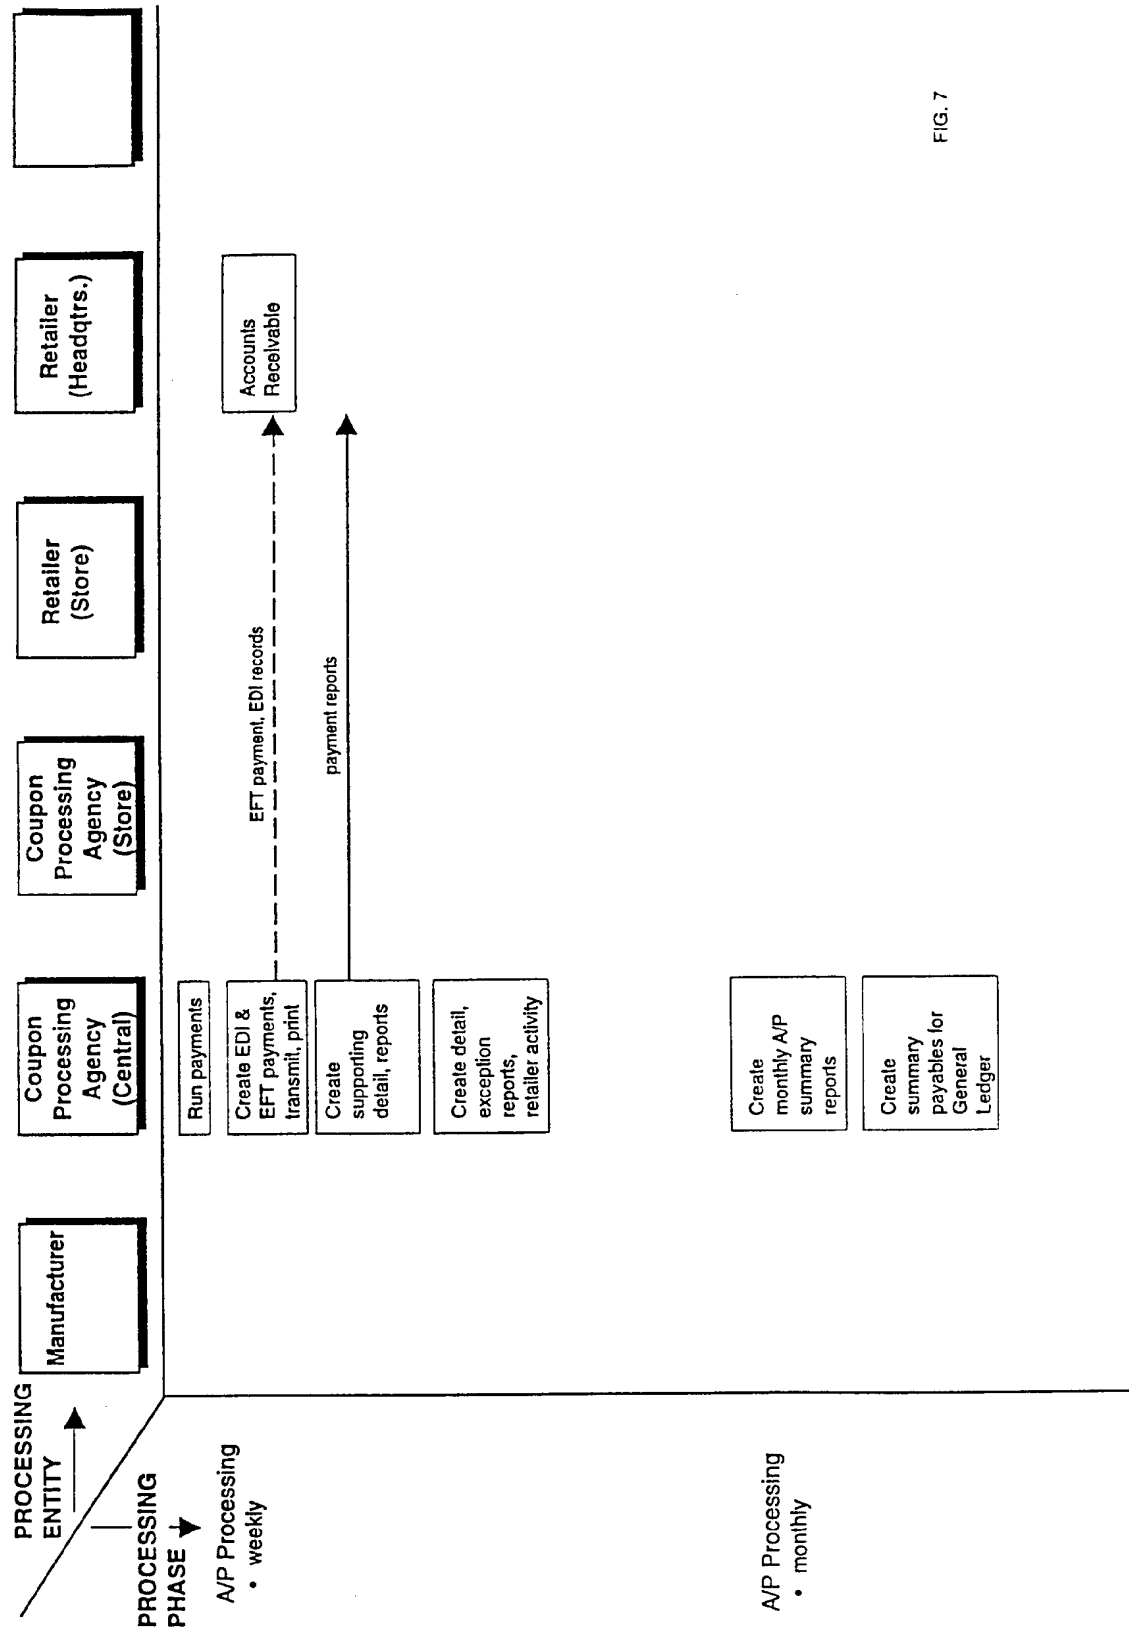 PROCESSING
ENTITY
PROCESSING
PHASE
Manufacturer
Coupon
Processing
Agency
(Central)
Coupon
Processing
Agency
(Store)
Retailer
(Store)
Retailer
(Headqtrs.)
A/P Processing
• weekly
Run payments
Create EDI &
EFT payments,
transmit, print
EFT payment, EDI records
Accounts
Receivable
Create
supporting
detail, reports
payment reports
Create detail,
exception
reports,
retailer activity
A/P Processing
• monthly
Create
monthly A/P
summary
reports
Create
summary
payables for
General
Ledger
FIG. 7